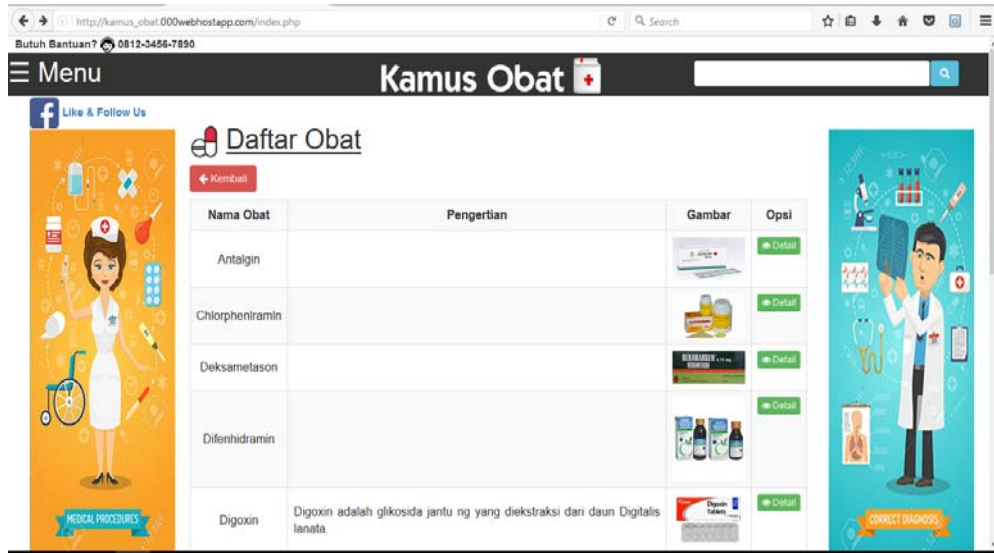 http://kamus_obat.000webhostapp.com/index.php
Search
Butuh Bantuan? 0812-3456-7890
Menu
Kamus Obat
Like & Follow Us
Daftar Obat
Kembali
Nama Obat Pengertian Gambar Opsi
Antalgin Detail
Chlorpheniramin Detail
Deksametason Detail
Difenhidramin Detail
Digoxin Digoxin adalah glikosida jantu ng yang diekstraksi dari daun Digitalis
lanata.
Digoxin
Tablets
Detail
MEDICAL PROCEDURES
CORRECT DIAGNOSIS